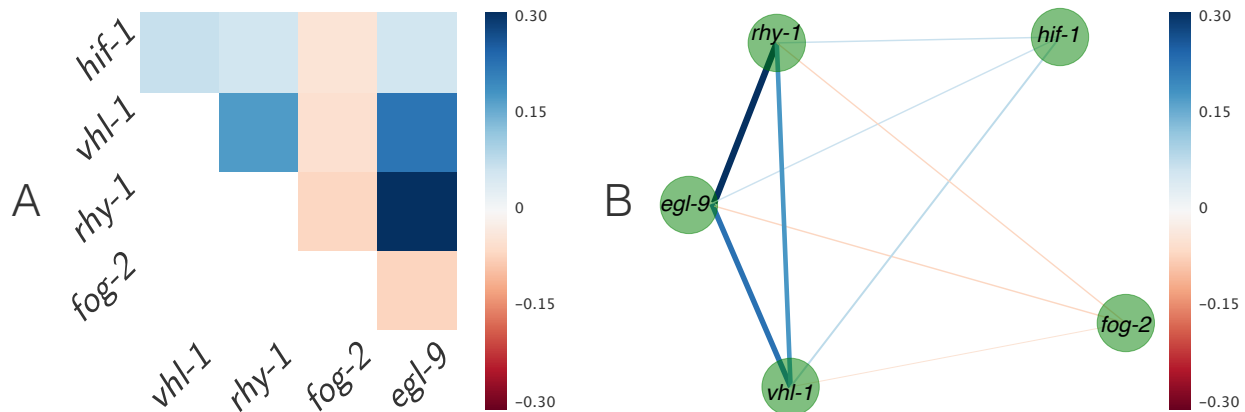 A
hif-1
vhl-1
rhy-1
fog-2
vhl-1
rhy-1
fog-2
egl-9
0.30
0.15
0
−0.15
−0.30
B
rhy-1
hif-1
egl-9
fog-2
vhl-1
0.30
0.15
0
−0.15
−0.30